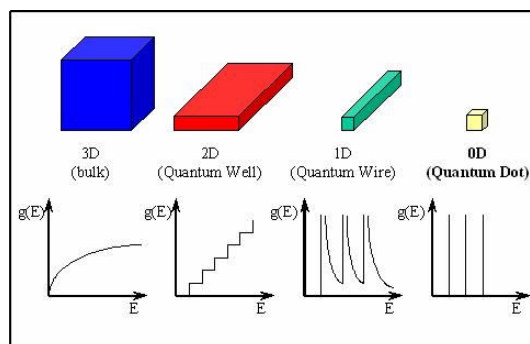 3D
(bulk)
2D
(Quantum Well)
1D
(Quantum Wire)
0D
(Quantum Dot)
g(E)
E
g(E)
E
g(E)
E
g(E)
E